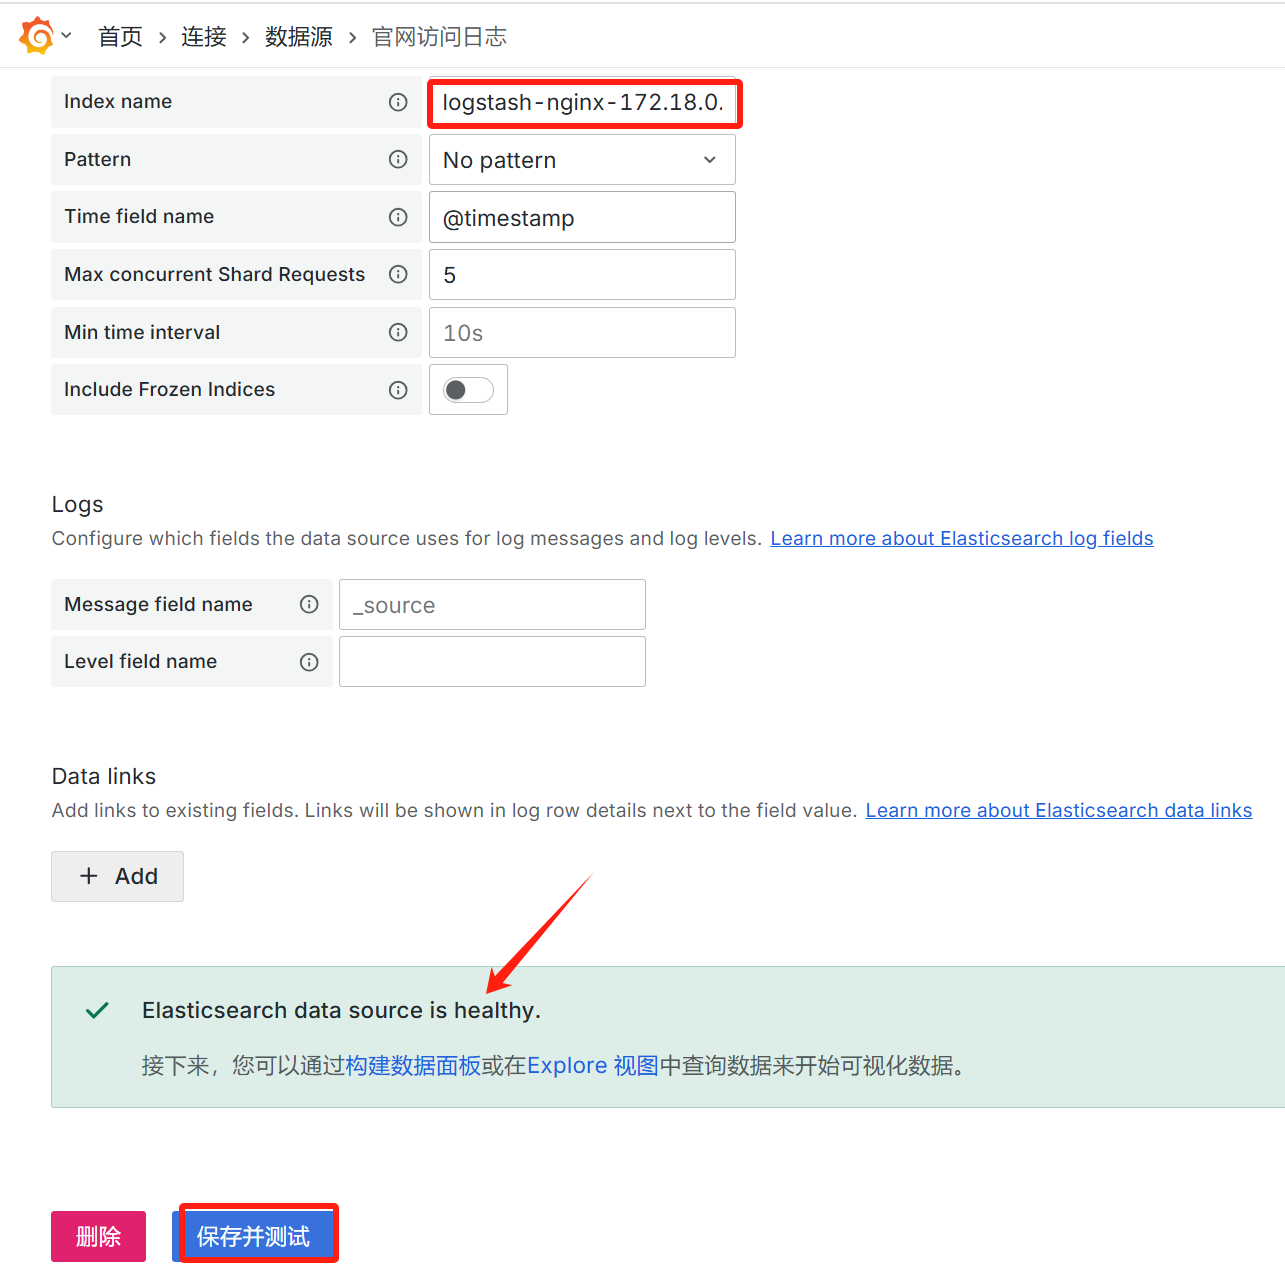 首页 > 连接 > 数据源 > 官网访问日志
Index name
logstash-nginx-172.18.0.
Pattern
No pattern
Time field name
@timestamp
Max concurrent Shard Requests
5
Min time interval
10s
Include Frozen Indices
Logs
Configure which fields the data source uses for log messages and log levels. Learn more about Elasticsearch log fields
Message field name
_source
Level field name
Data links
Add links to existing fields. Links will be shown in log row details next to the field value. Learn more about Elasticsearch data links
+ Add
Elasticsearch data source is healthy.
接下来，您可以通过构建数据面板或在Explore 视图中查询数据来开始可视化数据。
删除
保存并测试